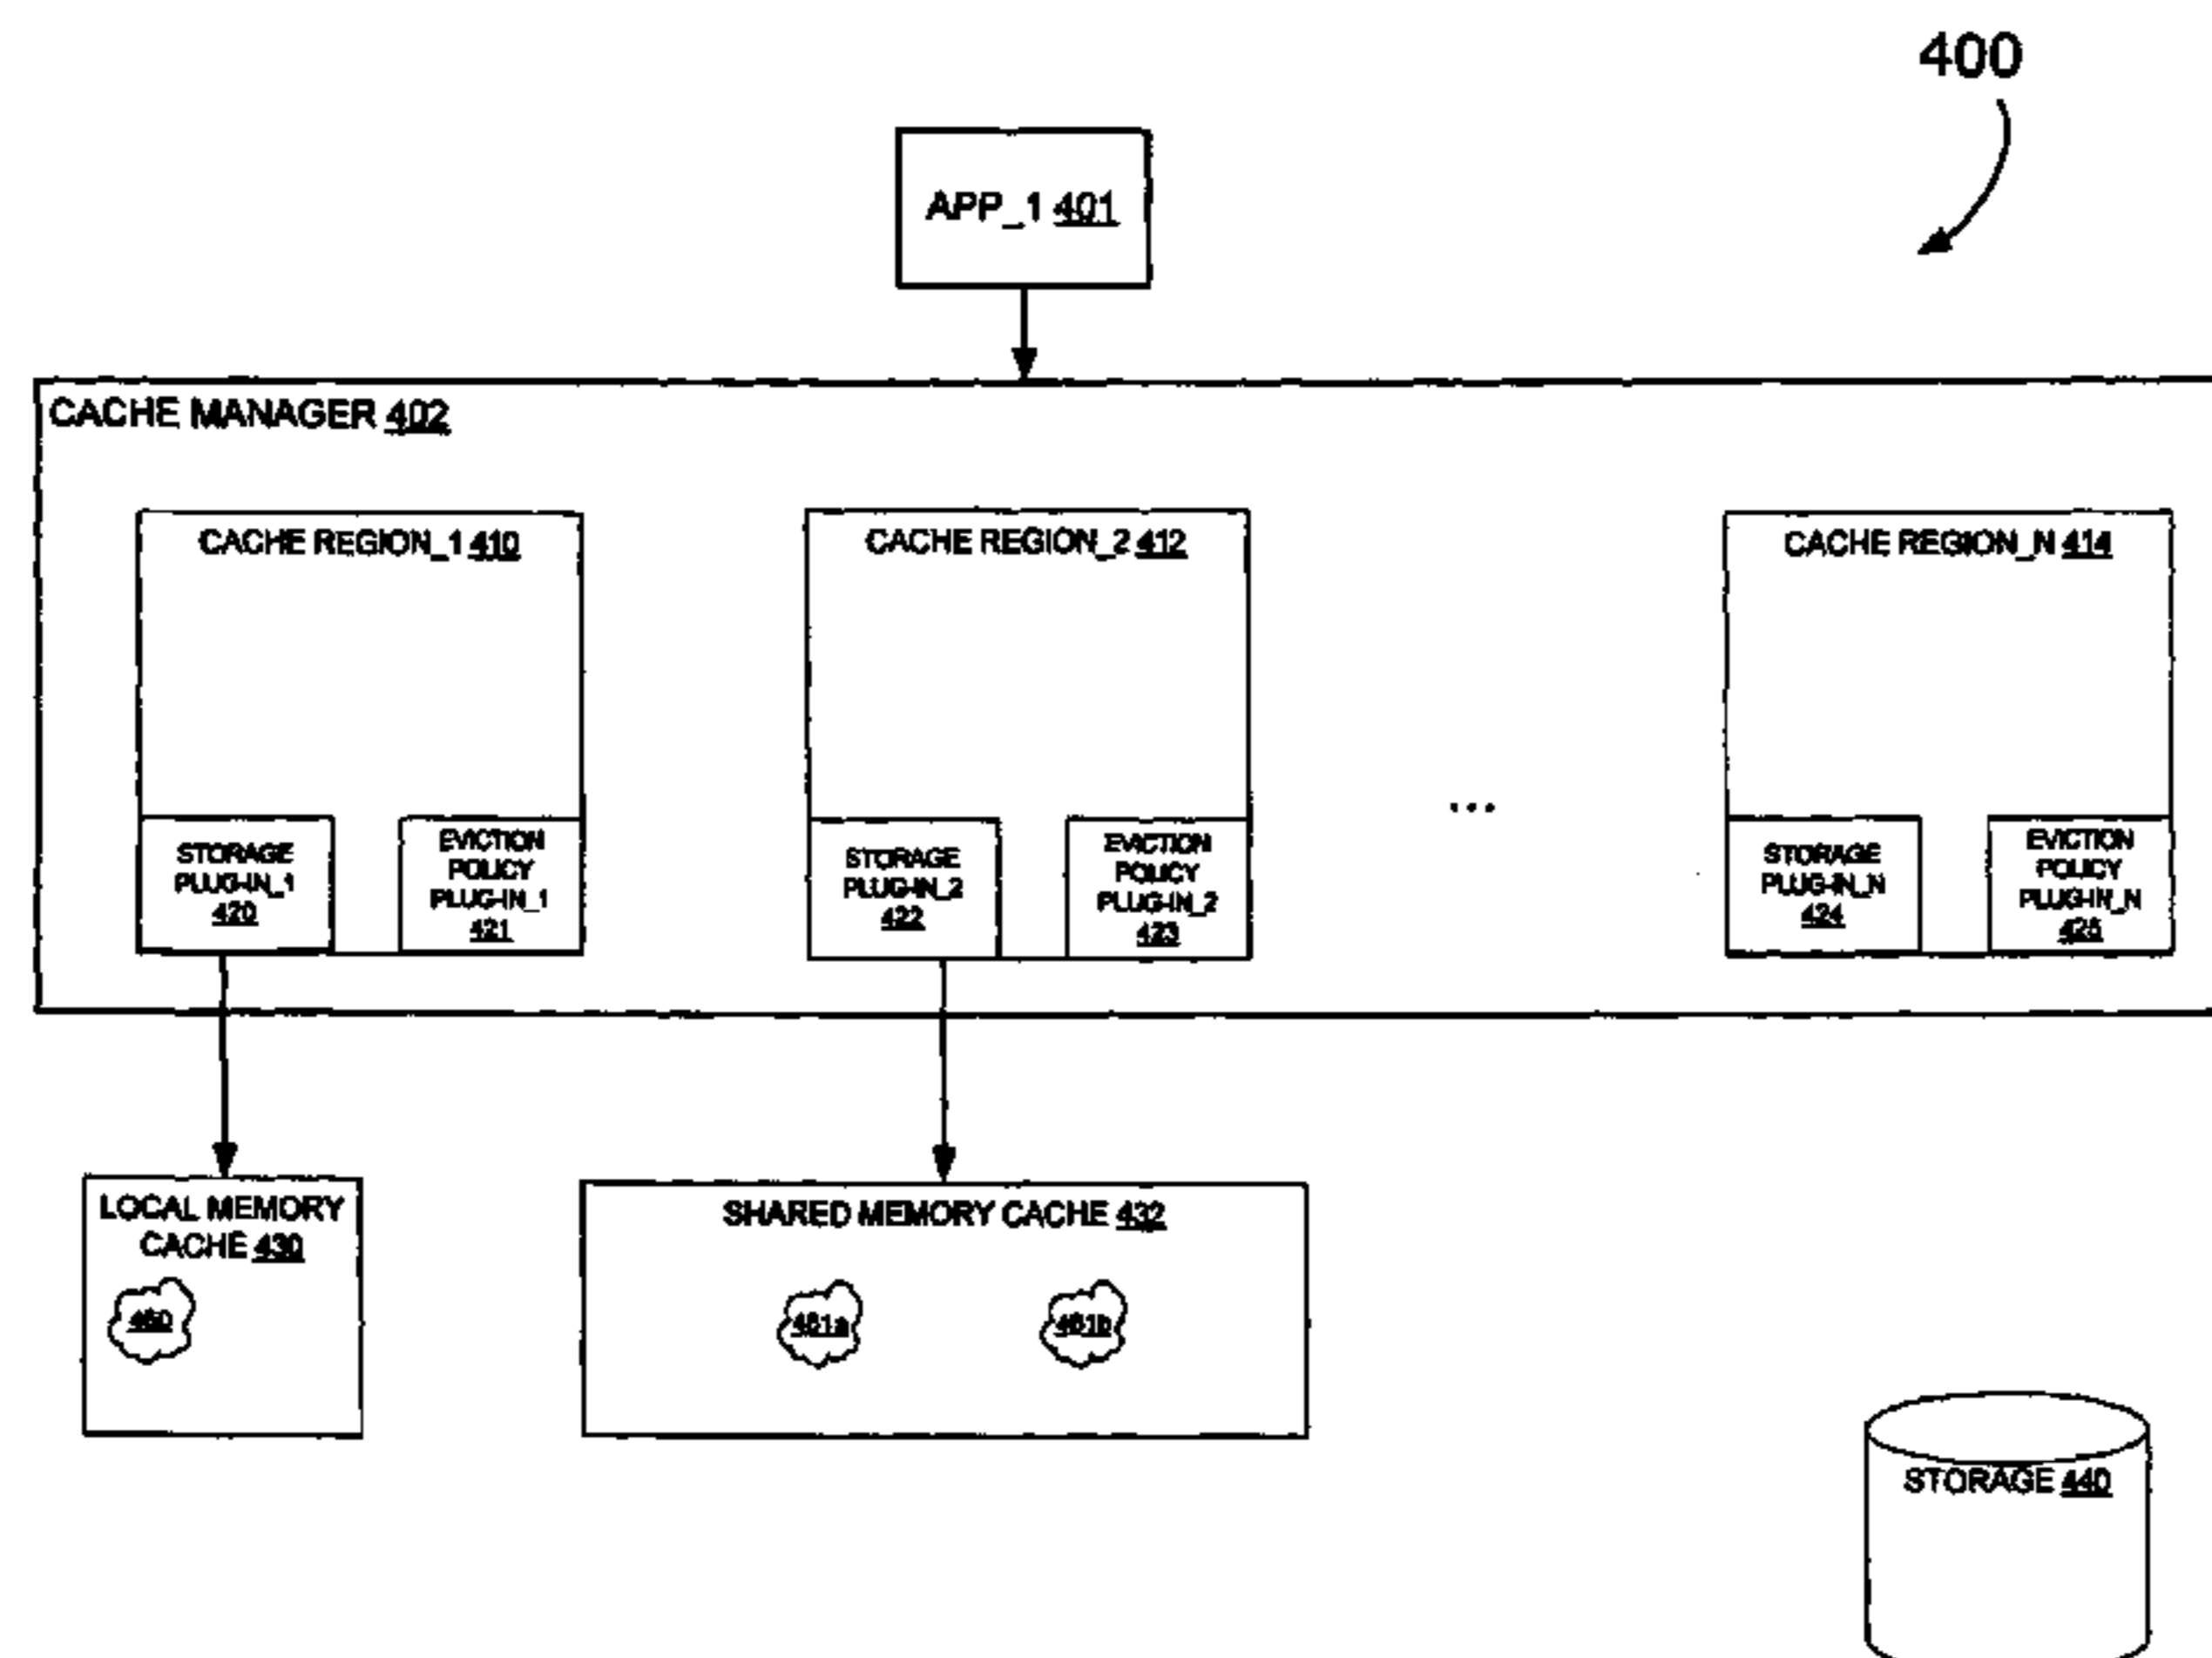 400
APP_1 401
CACHE MANAGER 402
CACHE REGION_1 410
CACHE REGION_2 412
CACHE REGION_N 414
STORAGE
PLUG-IN_1
420
EVICTION
POLICY
PLUG-IN_1
421
STORAGE
PLUG-IN_2
422
EVICTION
POLICY
PLUG-IN_2
423
...
STORAGE
PLUG-IN_N
424
EVICTION
POLICY
PLUG-IN_N
425
LOCAL MEMORY
CACHE 430
SHARED MEMORY CACHE 432
STORAGE 440